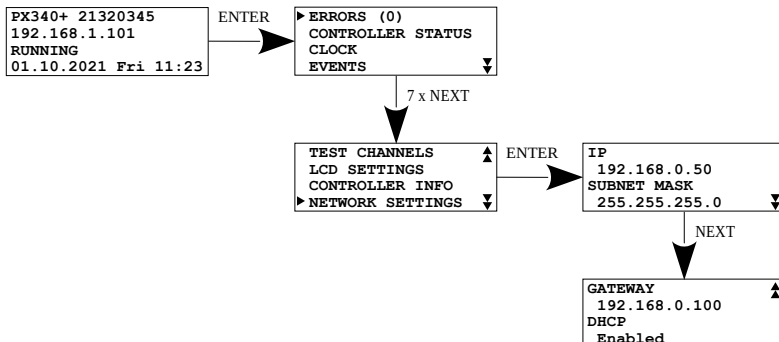 PX340+ 21320345
192.168.1.101
RUNNING
01.10.2021 Fri 11:23
ENTER
ERRORS (0)
CONTROLLER STATUS
CLOCK
EVENTS
7 x NEXT
TEST CHANNELS
LCD SETTINGS
CONTROLLER INFO
NETWORK SETTINGS
ENTER
IP
192.168.0.50
SUBNET MASK
255.255.255.0
NEXT
GATEWAY
192.168.0.100
DHCP
Enabled